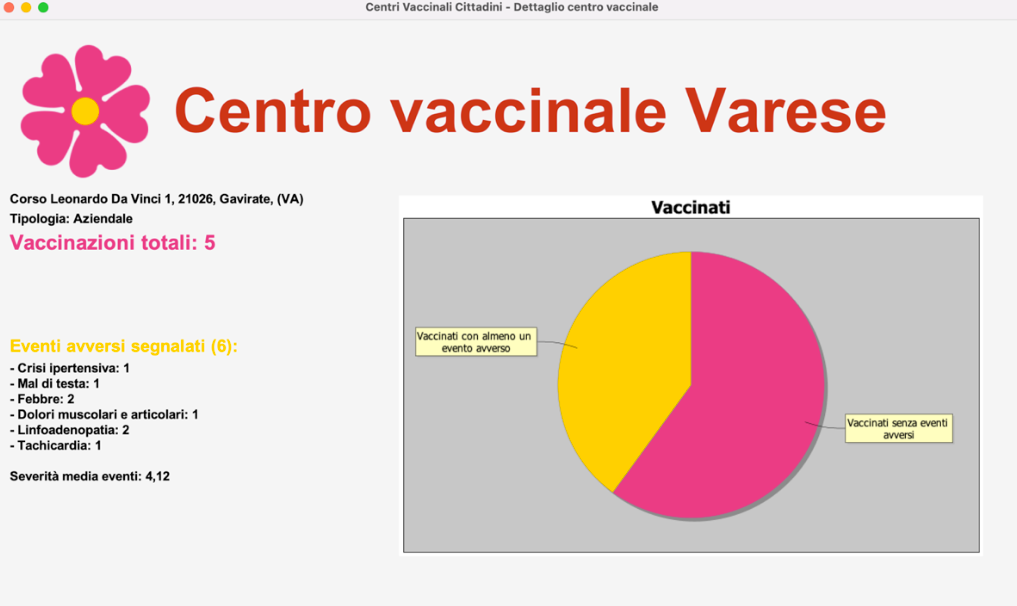 Centri Vaccinali Cittadini - Dettaglio centro vaccinale
Centro vaccinale Varese
Corso Leonardo Da Vinci 1, 21026, Gavirate, (VA)
Tipologia: Aziendale
Vaccinazioni totali: 5
Eventi avversi segnalati (6):
- Crisi ipertensiva: 1
- Mal di testa: 1
- Febbre: 2
- Dolori muscolari e articolari: 1
- Linfoadenopatia: 2
- Tachicardia: 1
Severità media eventi: 4,12
Vaccinati
Vaccinati con almeno un
evento avverso
Vaccinati senza eventi
avversi